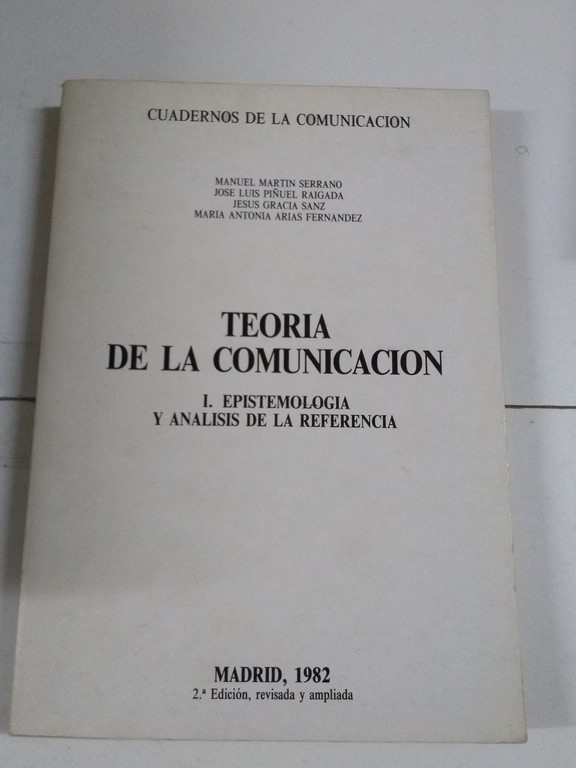 CUADERNOS DE LA COMUNICACION
MANUEL MARTIN SERRANO
JOSE LUIS PIÑUEL RAIGADA
JESUS GRACIA SANZ
MARIA ANTONIA ARIAS FERNANDEZ
TEORIA
DE LA COMUNICACION
I. EPISTEMOLOGIA
Y ANALISIS DE LA REFERENCIA
MADRID, 1982
2.ª Edición, revisada y ampliada